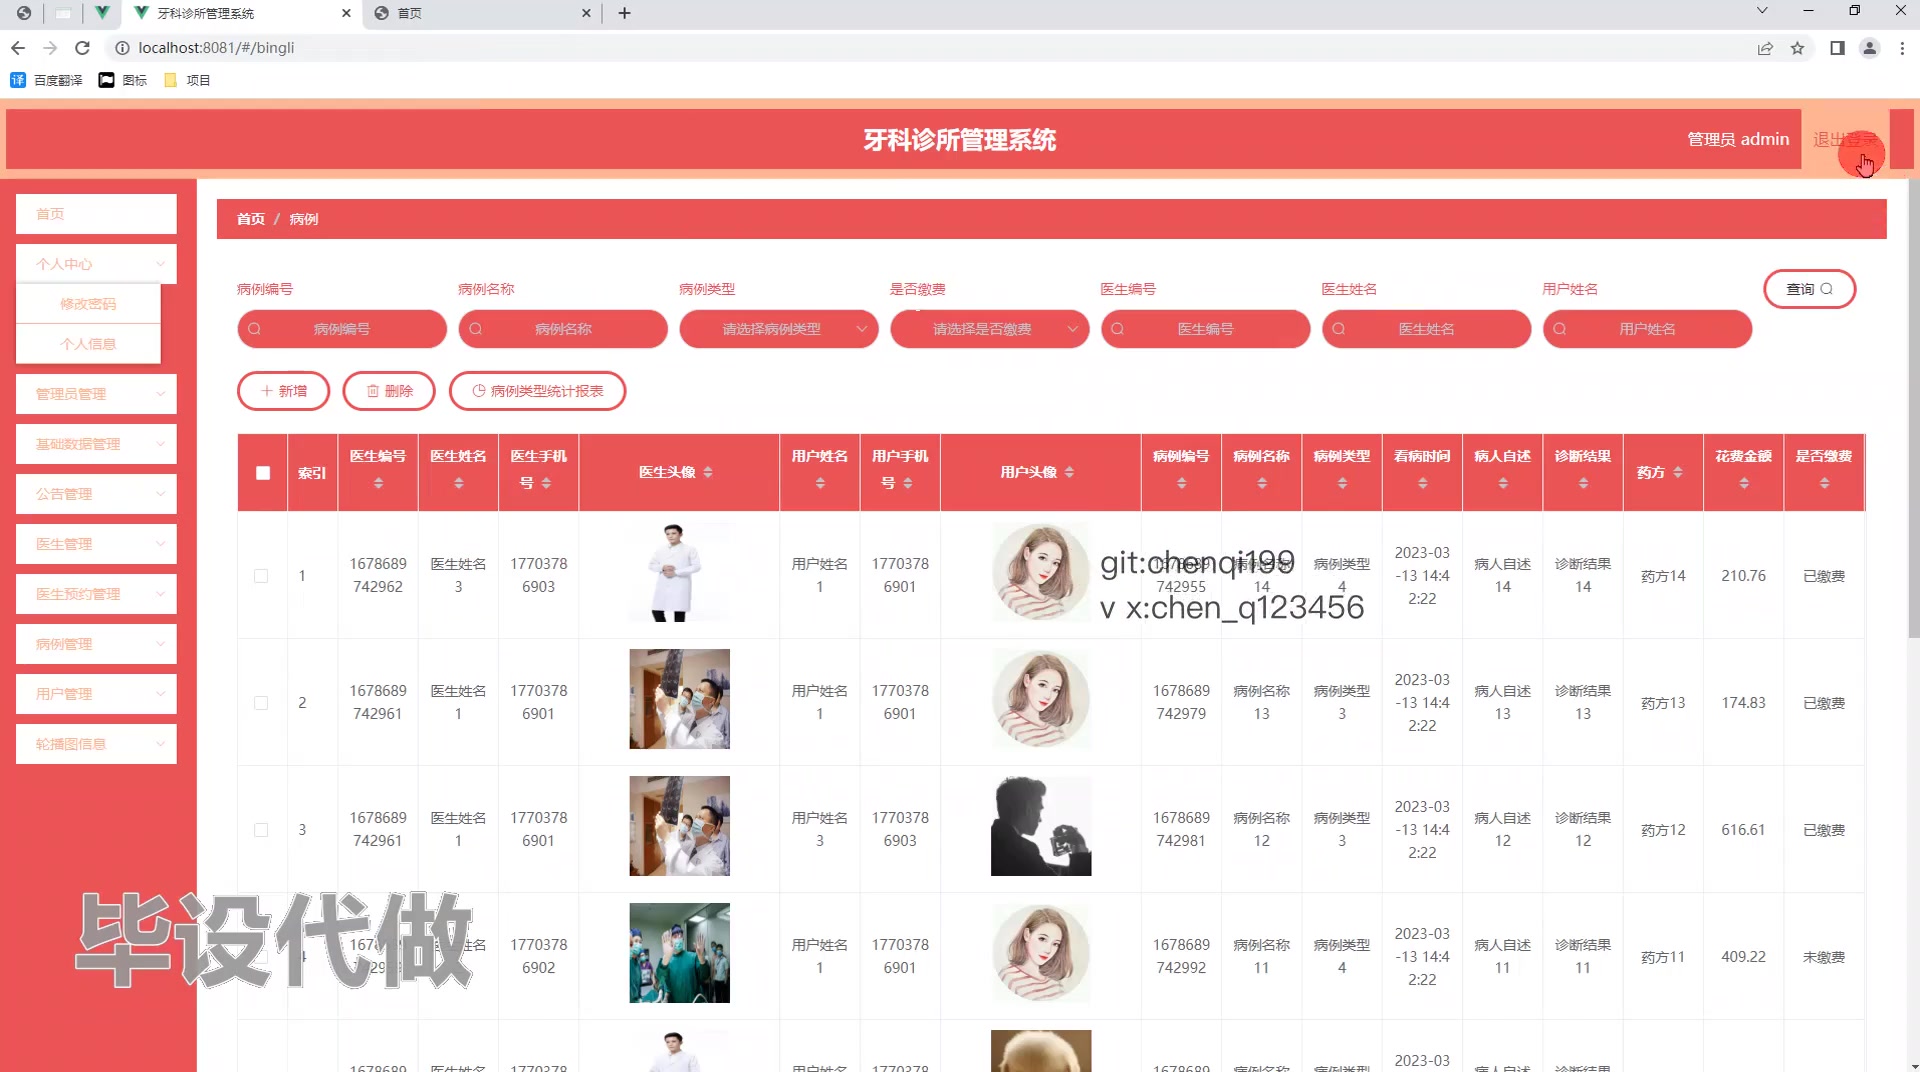 牙科诊所管理系统
首页
localhost:8081/#/bingli
百度翻译
图标
项目
牙科诊所管理系统
管理员 admin
退出登录
首页
个人中心
修改密码
个人信息
管理员管理
基础数据管理
公告管理
医生管理
医生预约管理
病例管理
用户管理
轮播图信息
首页 / 病例
病例编号 病例名称 病例类型 是否缴费 医生编号 医生姓名 用户姓名
查询
病例编号 病例名称 请选择病例类型 请选择是否缴费 医生编号 医生姓名 用户姓名
新增 删除 病例类型统计报表
索引 医生编号 医生姓名 医生手机号 医生头像 用户姓名 用户手机号 用户头像 病例编号 病例名称 病例类型 看病时间 病人自述 诊断结果 药方 花费金额 是否缴费
1 1678689742962 医生姓名3 17703786903 用户姓名1 17703786901 1678689742955 病例名称14 病例类型4 2023-03-13 14:42:22 病人自述14 诊断结果14 药方14 210.76 已缴费
git:chenqi199
v x:chen_q123456
2 1678689742961 医生姓名1 17703786901 用户姓名1 17703786901 1678689742979 病例名称13 病例类型3 2023-03-13 14:42:22 病人自述13 诊断结果13 药方13 174.83 已缴费
3 1678689742961 医生姓名1 17703786901 用户姓名3 17703786903 1678689742981 病例名称12 病例类型3 2023-03-13 14:42:22 病人自述12 诊断结果12 药方12 616.61 已缴费
4 17703786902 用户姓名1 17703786901 1678689742992 病例名称11 病例类型4 2023-03-13 14:42:22 病人自述11 诊断结果11 药方11 409.22 未缴费
毕设代做
1678689 医生姓名 1770378 用户姓名 1770378 1678689 病例名称 病例类型 2023-03 病人自述 诊断结果